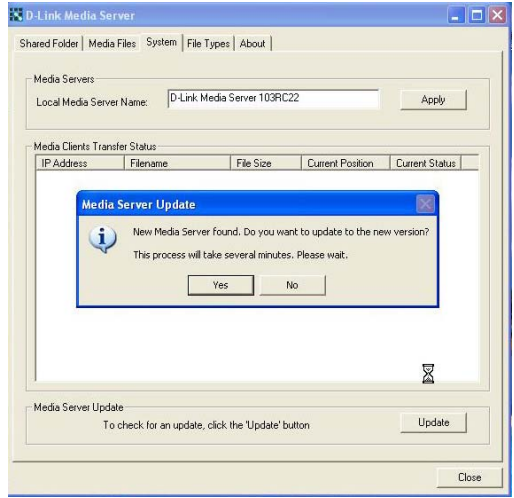 D-Link Media Server
Shared Folder Media Files System File Types About
Media Servers
Local Media Server Name: D-Link Media Server 103RC22 Apply
Media Clients Transfer Status
IP Address Filename File Size Current Position Current Status
Media Server Update
New Media Server found. Do you want to update to the new version?
This process will take several minutes. Please wait.
Yes No
Media Server Update
To check for an update, click the 'Update' button Update
Close